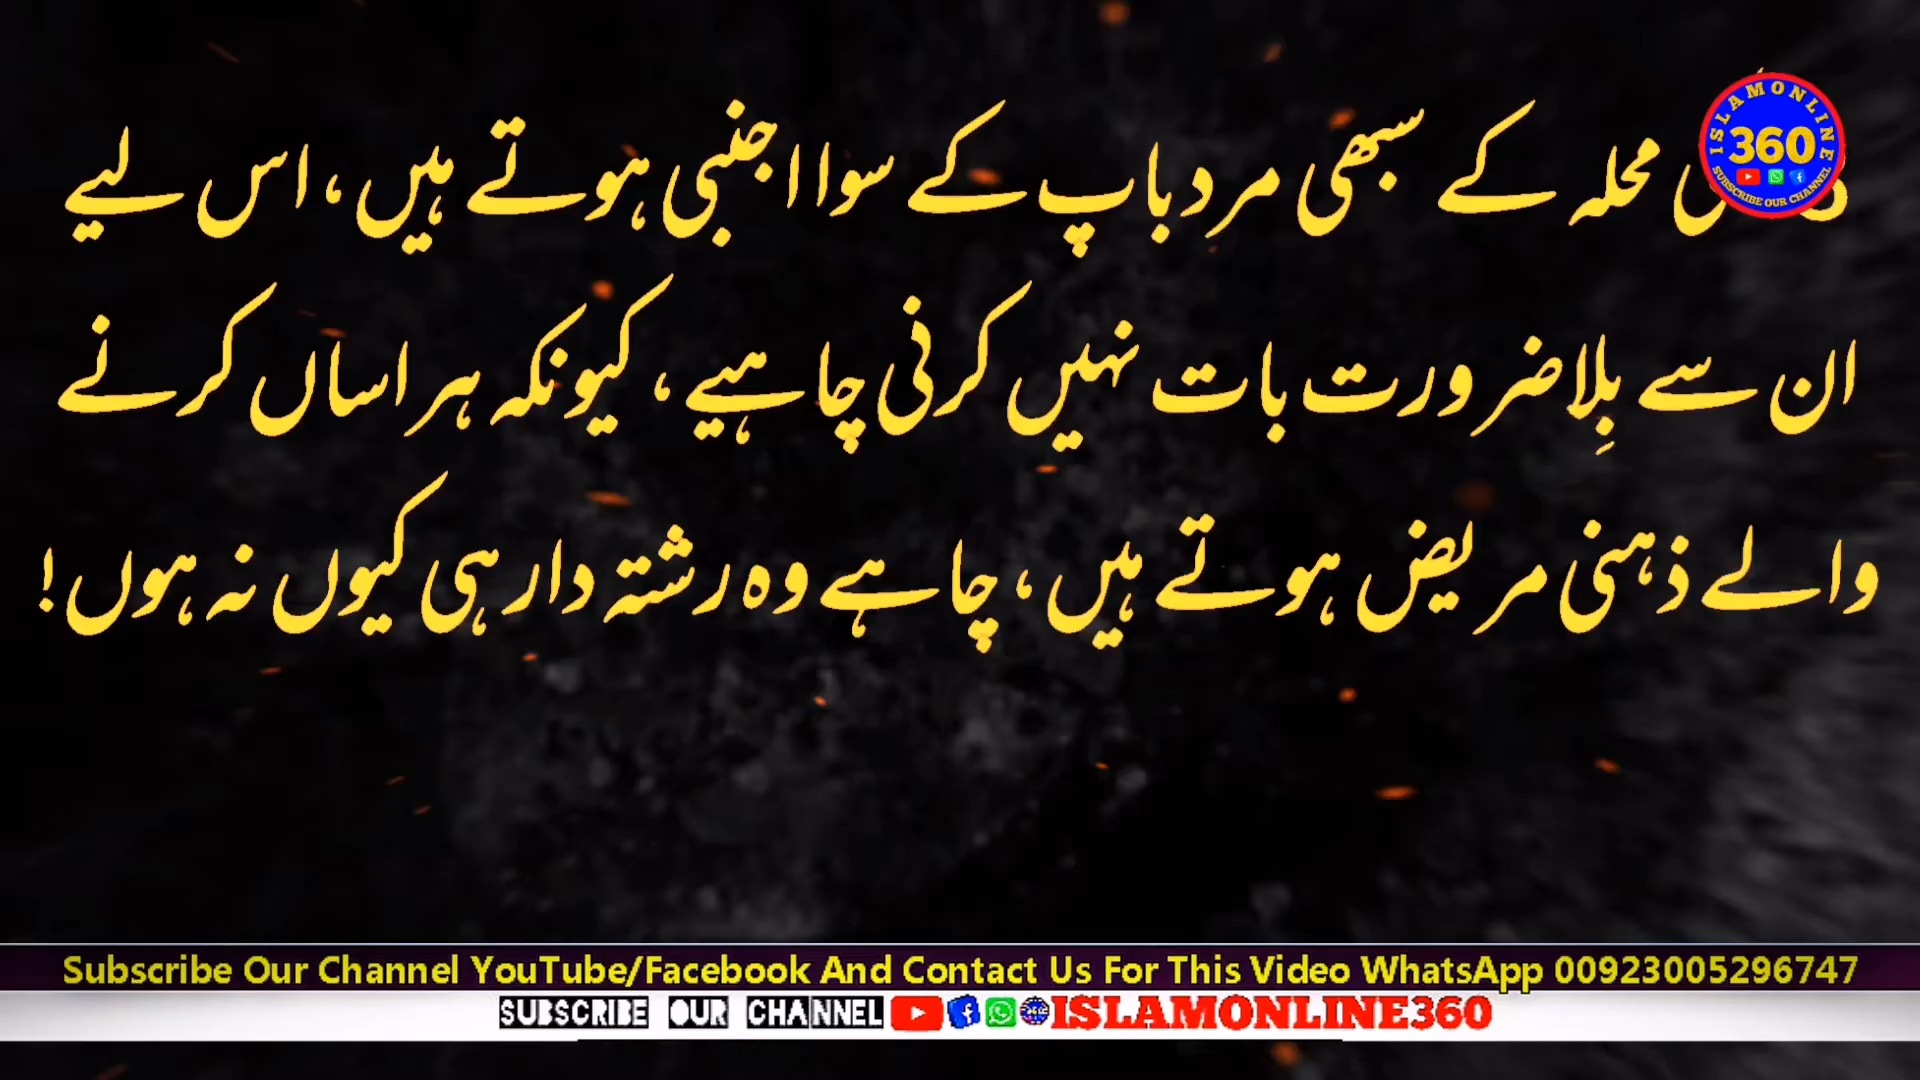 محلہ کے سبھی مرد باپ کے سوا اجنبی ہوتے ہیں، اس لیے
ان سے بِلا ضرورت بات نہیں کرنی چاہیے، کیونکہ ہراساں کرنے
والے ذہنی مریض ہوتے ہیں، چاہے وہ رشتہ دار ہی کیوں نہ ہوں!
ISLAMONLINE
360
SUBSCRIBE OUR CHANNEL
Subscribe Our Channel YouTube/Facebook And Contact Us For This Video WhatsApp 00923005296747
SUBSCRIBE OUR CHANNEL ISLAMONLINE360